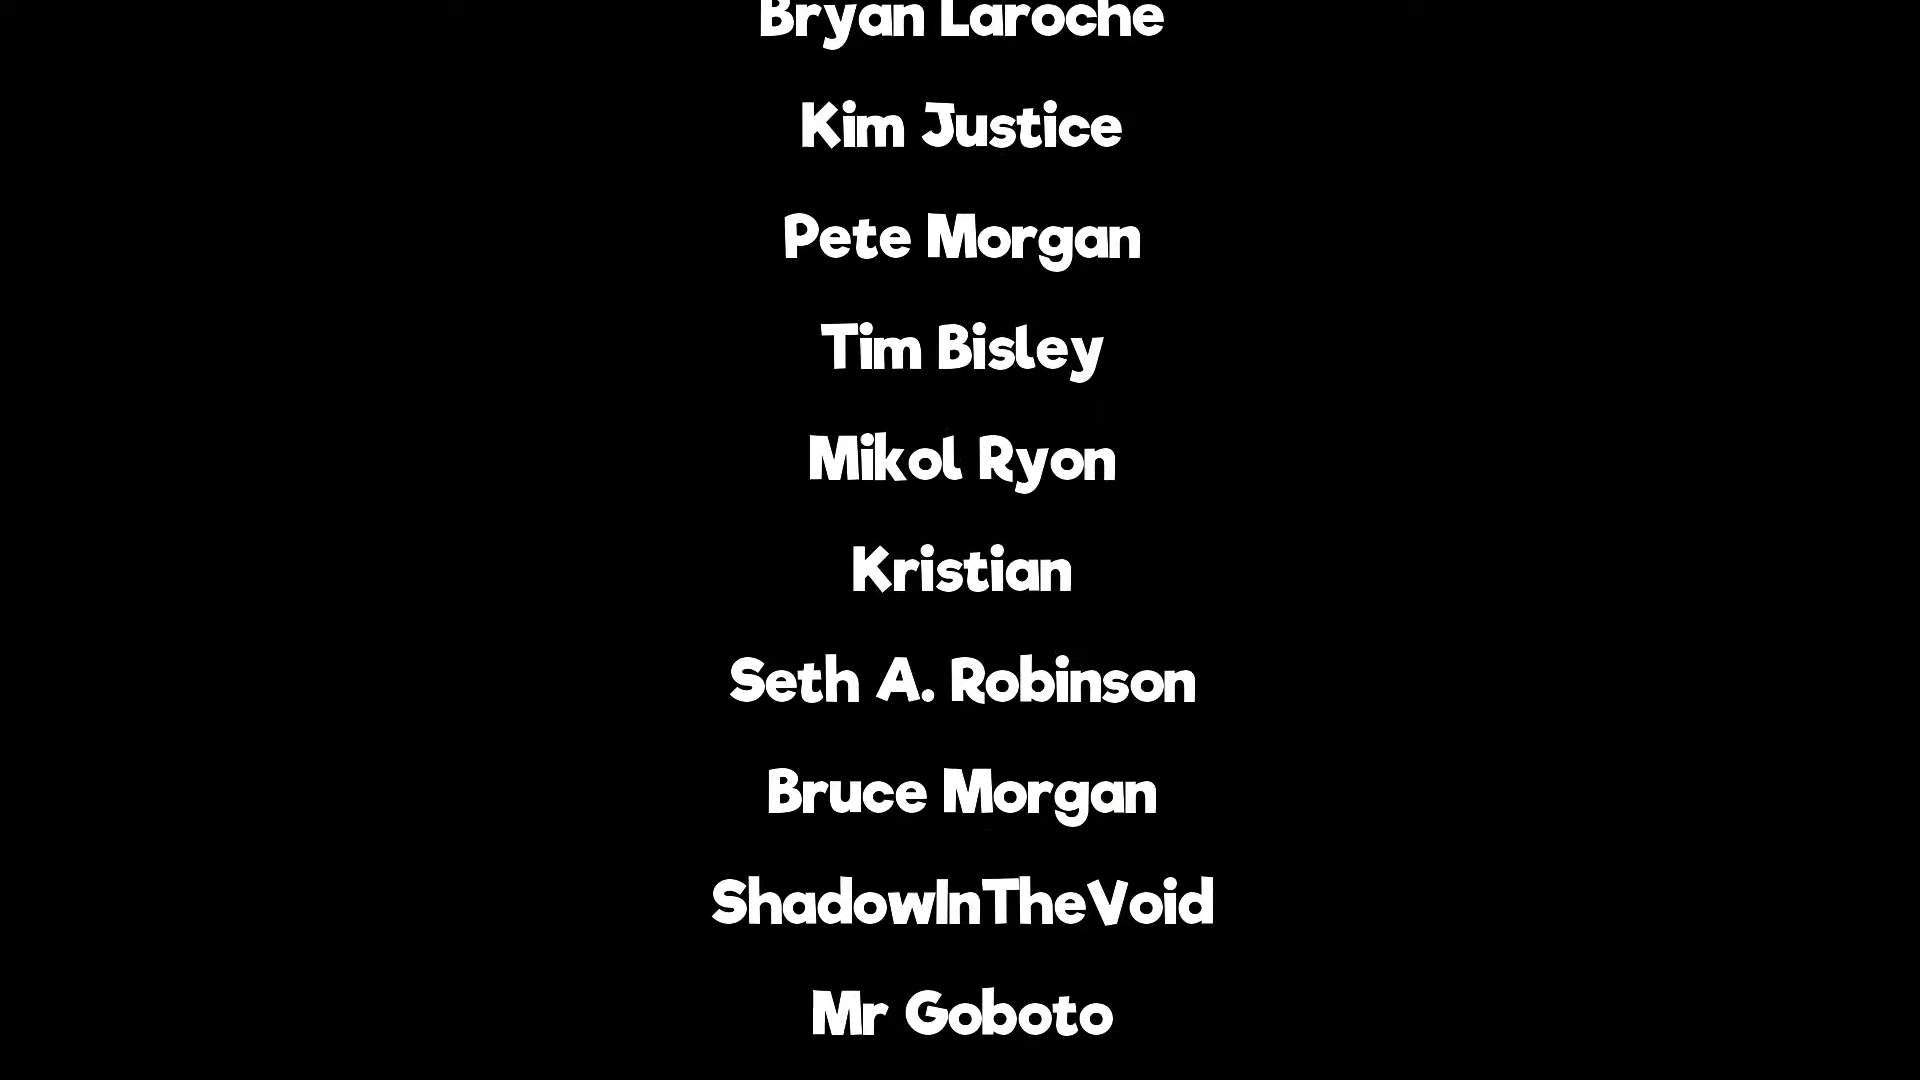 Bryan Laroche
Kim Justice
Pete Morgan
Tim Bisley
Mikol Ryon
Kristian
Seth A. Robinson
Bruce Morgan
ShadowInTheVoid
Mr Goboto